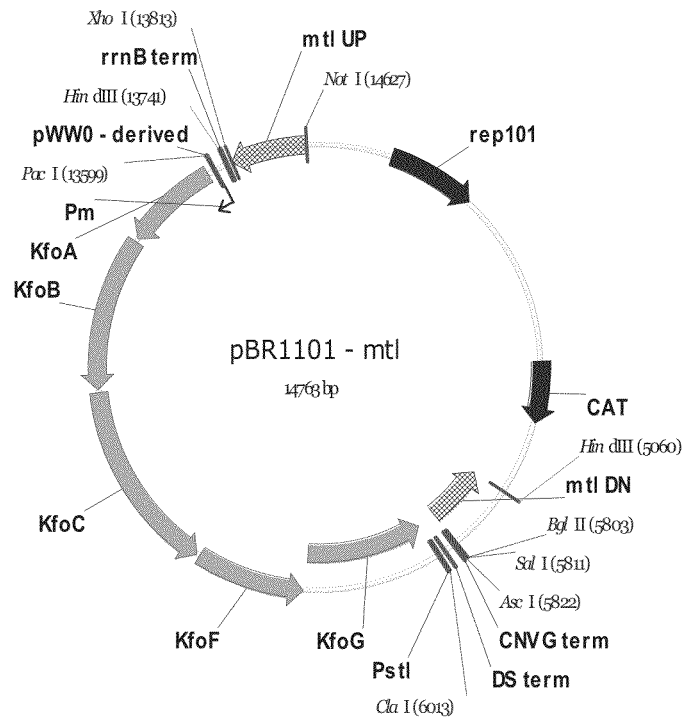 Xho I (13813)
mtl UP
rrnB term
Not I (14627)
Hin dIII (13741)
rep101
pWW0 - derived
Pac I (13599)
Pm
KfoA
KfoB
pBR1101 - mtl
14763 bp
CAT
Hin dIII (5060)
mtl DN
Bgl II (5803)
KfoC
Sal I (5811)
Asc I (5822)
KfoF
KfoG
CNVG term
PstI
DS term
Cla I (6013)